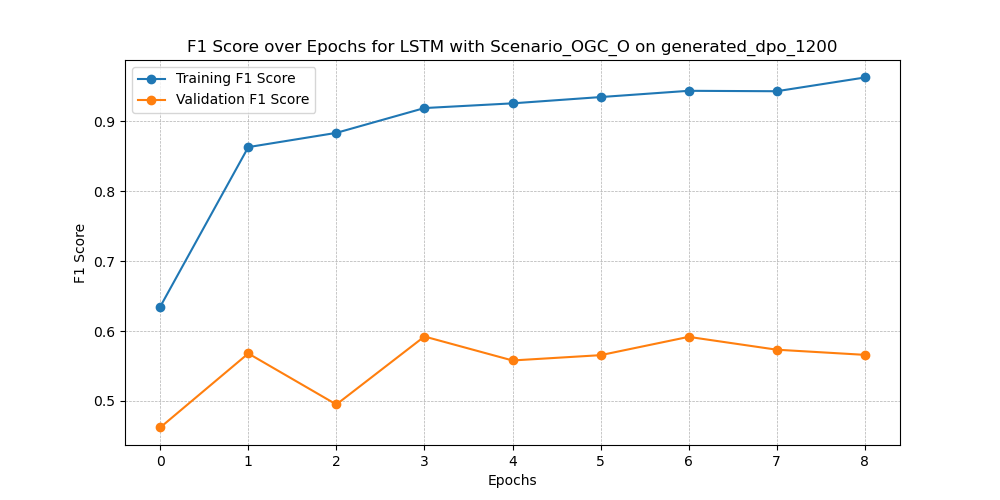 F1 Score over Epochs for LSTM with Scenario_OGC_O on generated_dpo_1200
Training F1 Score
Validation F1 Score
F1 Score
0.9
0.8
0.7
0.6
0.5
0 1 2 3 4 5 6 7 8
Epochs